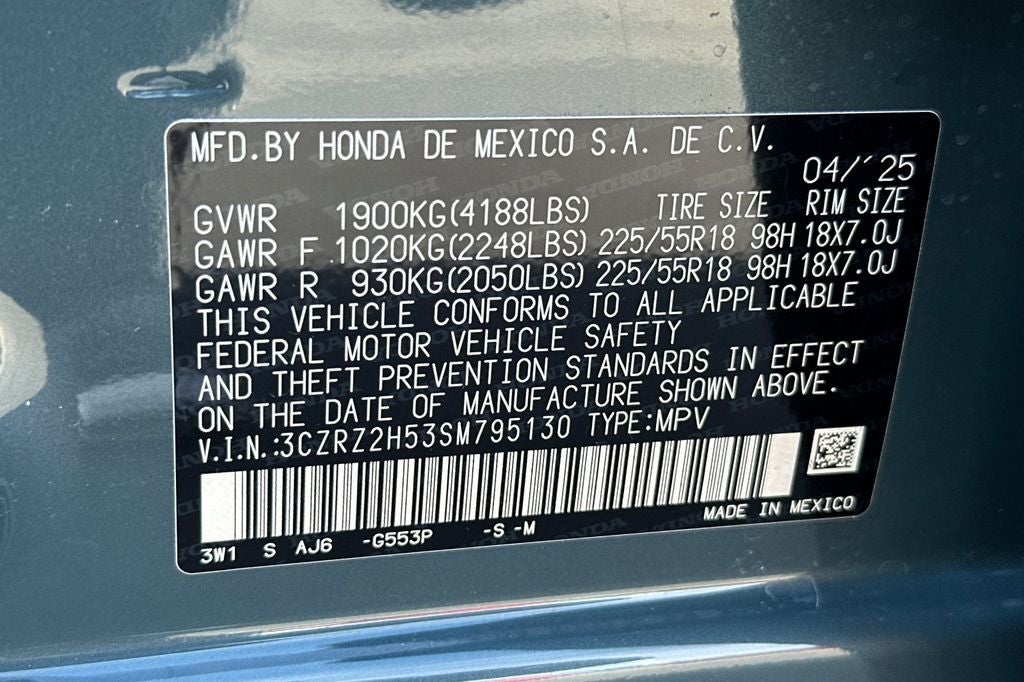 MFD.BY HONDA DE MEXICO S.A. DE C.V.
04/´25
GVWR 1900KG(4188LBS) TIRE SIZE RIM SIZE
GAWR F 1020KG(2248LBS) 225/55R18 98H 18X7.0J
GAWR R 930KG(2050LBS) 225/55R18 98H 18X7.0J
THIS VEHICLE CONFORMS TO ALL APPLICABLE
FEDERAL MOTOR VEHICLE SAFETY
AND THEFT PREVENTION STANDARDS IN EFFECT
ON THE DATE OF MANUFACTURE SHOWN ABOVE.
V.I.N.:3CZRZ2H53SM795130 TYPE:MPV
MADE IN MEXICO
3W1 S AJ6 -G553P -S -M